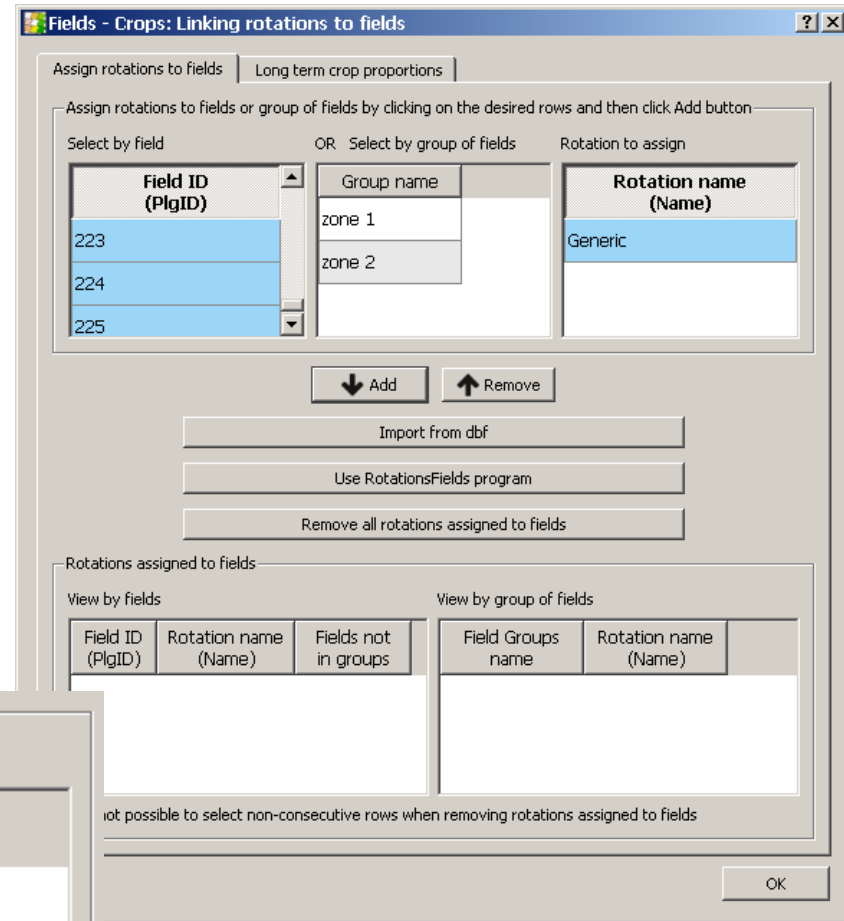 Fields - Crops: Linking rotations to fields
Assign rotations to fields
Long term crop proportions
Assign rotations to fields or group of fields by clicking on the desired rows and then click Add button
Select by field
OR Select by group of fields
Rotation to assign
Field ID
(PlgID)
223
224
225
Group name
zone 1
zone 2
Rotation name
(Name)
Generic
Add
Remove
Import from dbf
Use RotationsFields program
Remove all rotations assigned to fields
Rotations assigned to fields
View by fields
View by group of fields
Field ID
(PlgID)
Rotation name
(Name)
Fields not
in groups
Field Groups
name
Rotation name
(Name)
not possible to select non-consecutive rows when removing rotations assigned to fields
OK